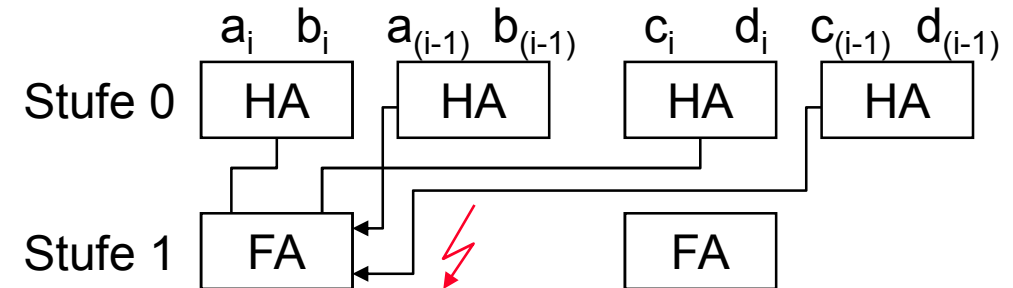 a_i b_i a_(i-1) b_(i-1) c_i d_i c_(i-1) d_(i-1)
Stufe 0 HA HA HA HA
Stufe 1 FA FA